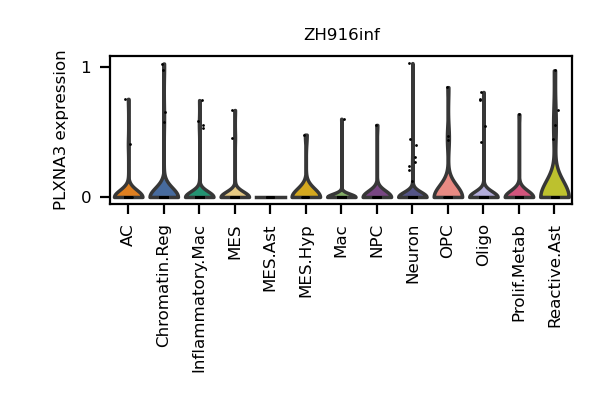 ZH916inf
PLXNA3 expression
1
0
AC
Chromatin.Reg
Inflammatory.Mac
MES
MES.Ast
MES.Hyp
Mac
NPC
Neuron
OPC
Oligo
Prolif.Metab
Reactive.Ast